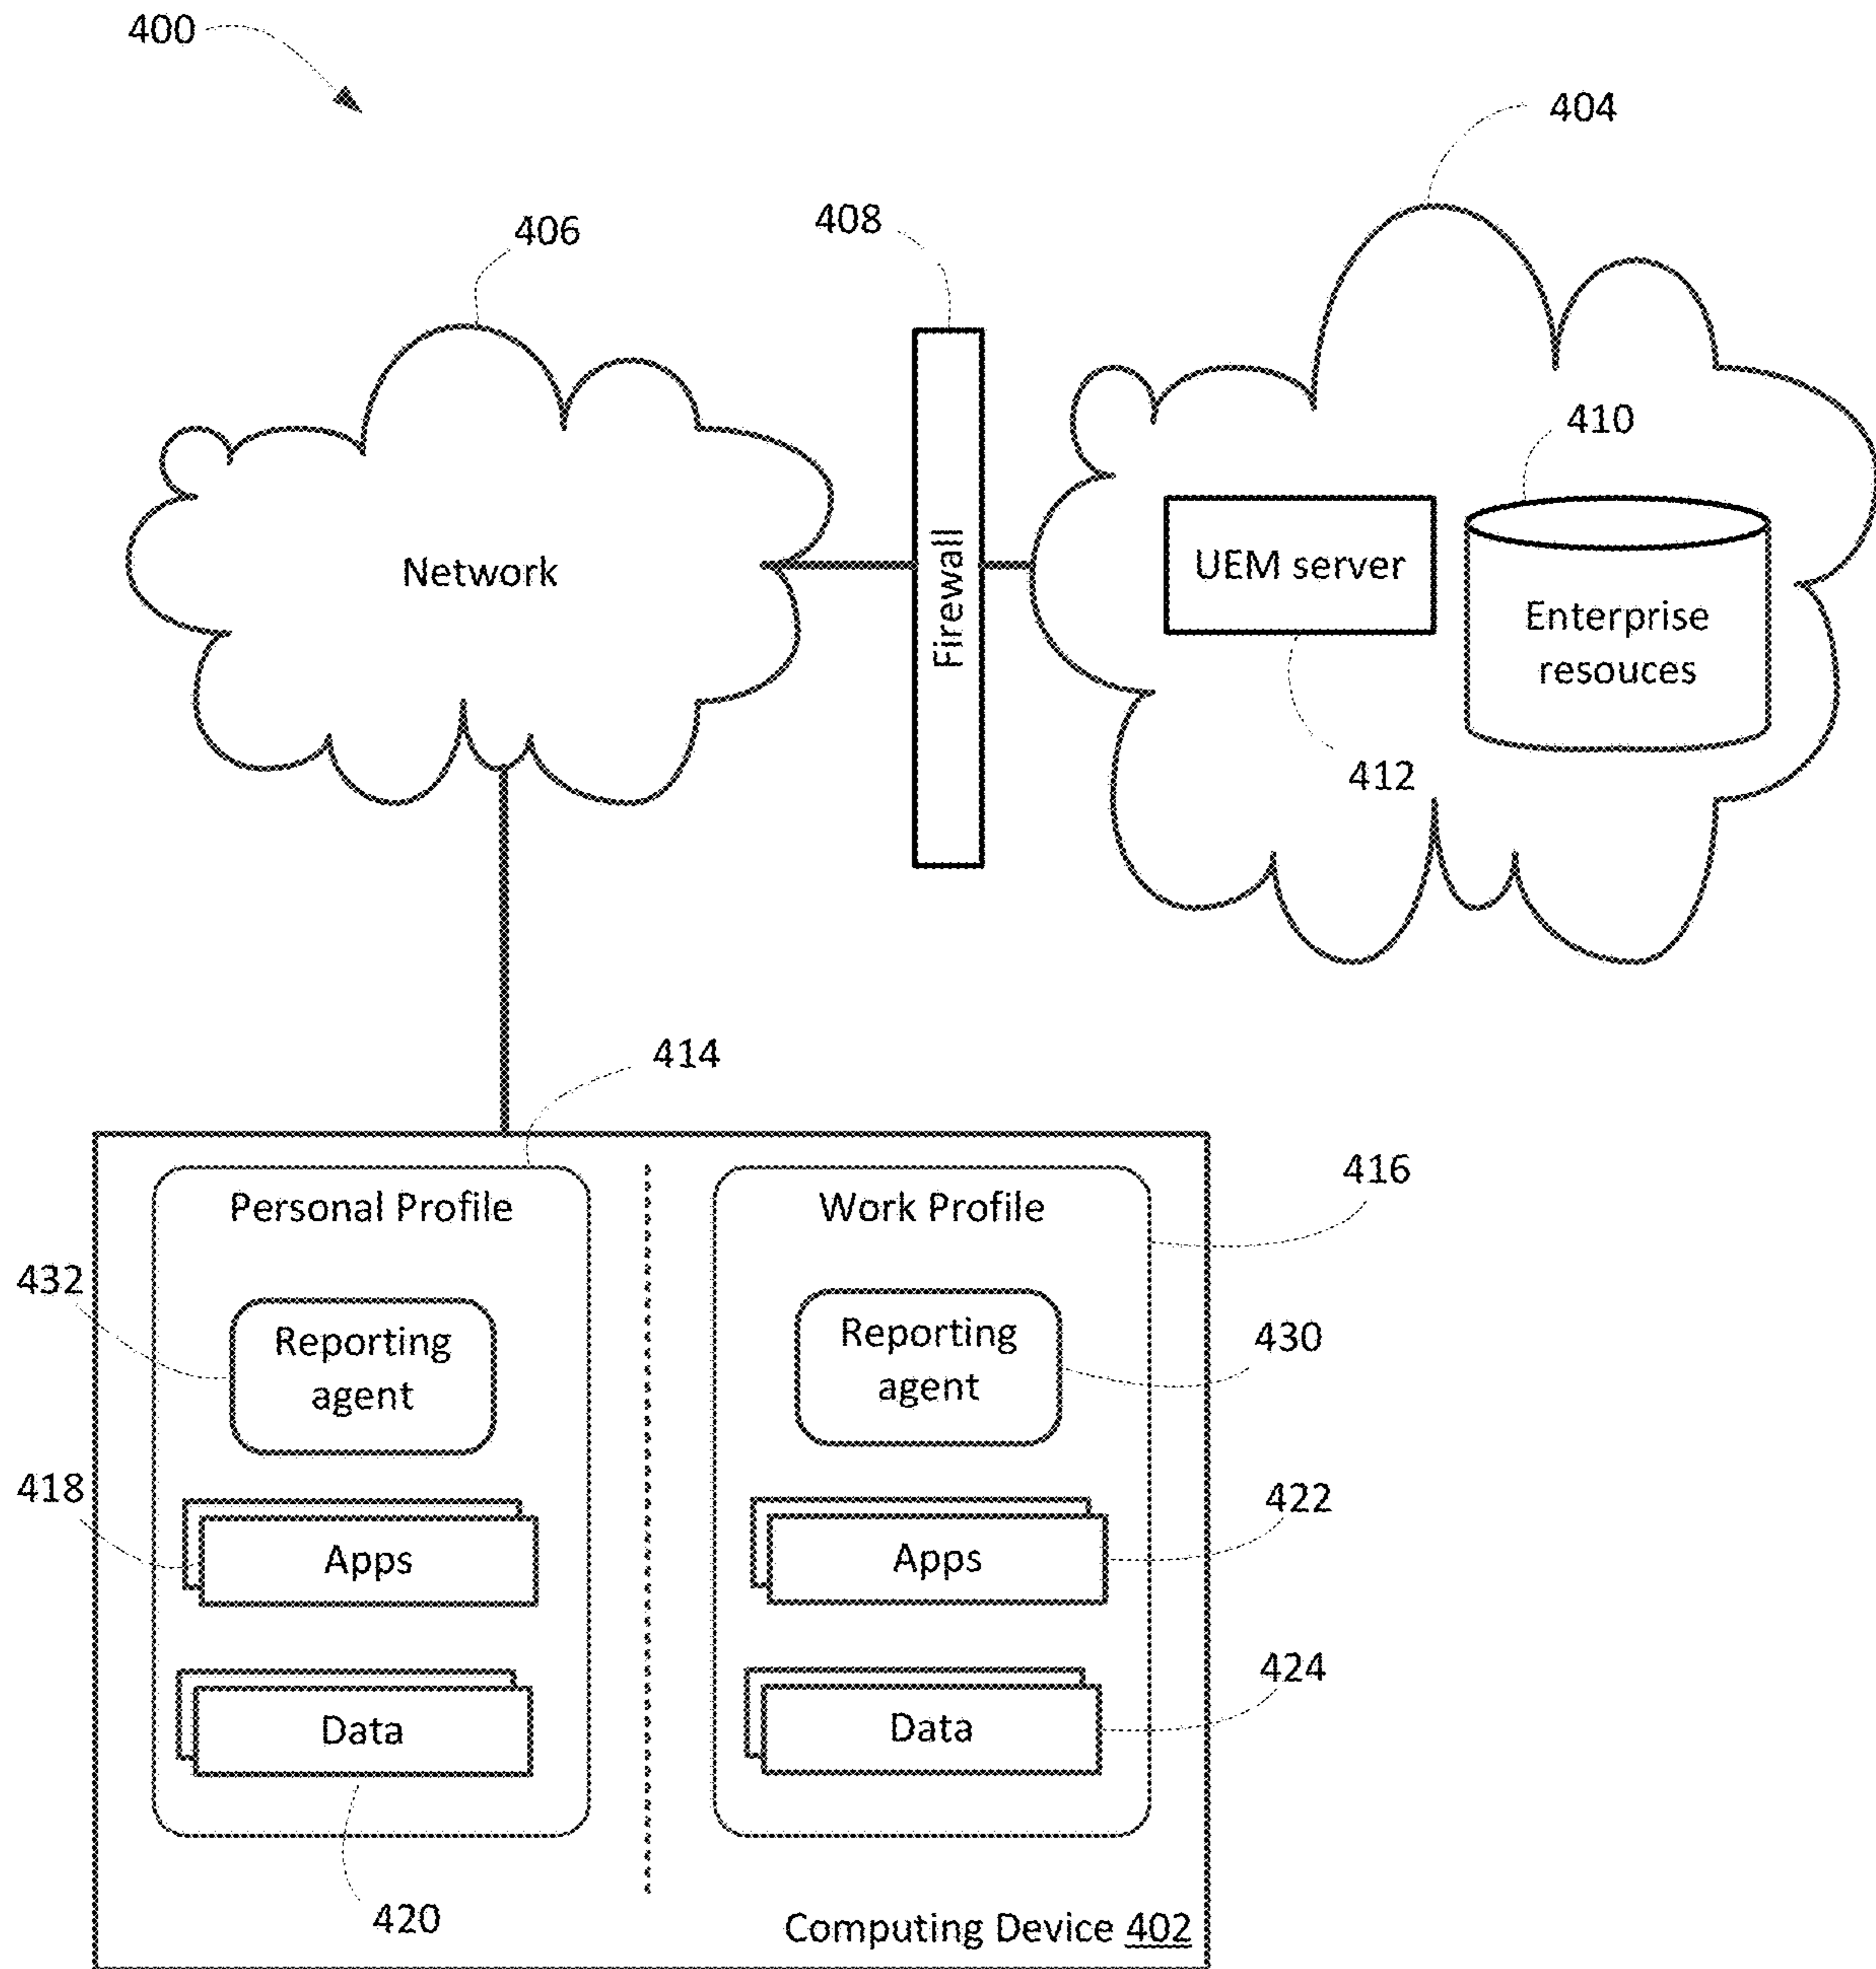 400
404
408
406
410
Network
Firewall
UEM server
Enterprise
resouces
412
414
416
Personal Profile
Work Profile
432
430
Reporting
agent
Reporting
agent
418
422
Apps
Apps
424
Data
Data
420
Computing Device 402